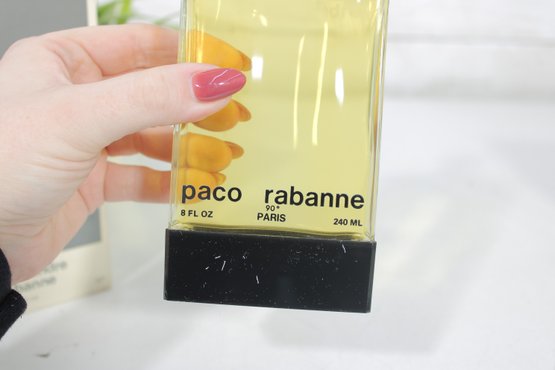 paco rabanne
90°
8 FL OZ PARIS 240 ML